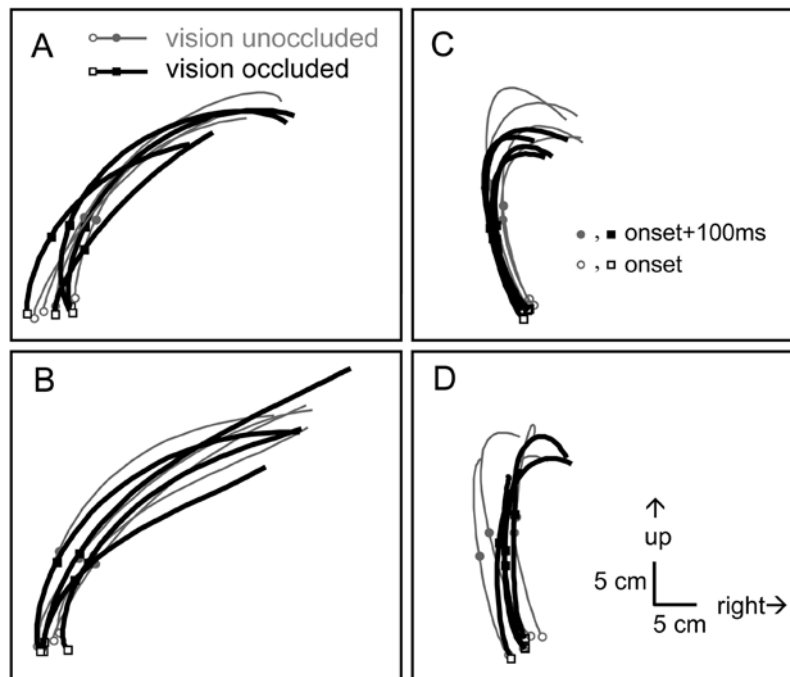 A
vision unoccluded
vision occluded
C
, onset+100ms
, onset
B
D
up
5 cm
right→
5 cm